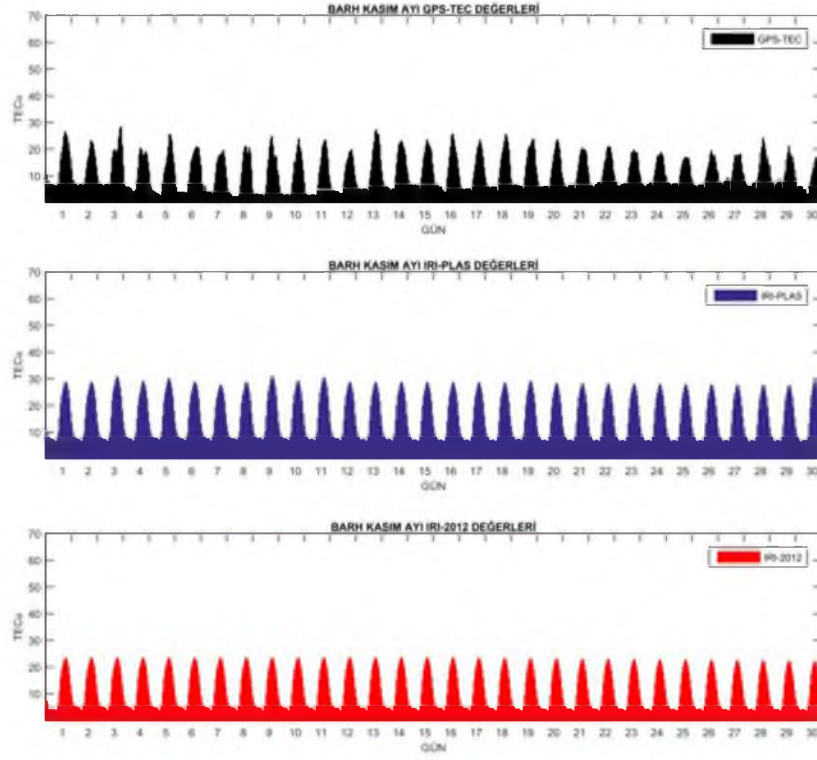 BARH KASIM AYI GPS-TEC DEĞERLERİ
70
60
50
40
30
20
10
TECu
GPS-TEC
1 2 3 4 5 6 7 8 9 10 11 12 13 14 15 16 17 18 19 20 21 22 23 24 25 26 27 28 29 30
GÜN
BARH KASIM AYI IRI-PLAS DEĞERLERİ
70
60
50
40
30
20
10
TECu
IRI-PLAS
1 2 3 4 5 6 7 8 9 10 11 12 13 14 15 16 17 18 19 20 21 22 23 24 25 26 27 28 29 30
GÜN
BARH KASIM AYI IRI-2012 DEĞERLERİ
70
60
50
40
30
20
10
TECu
IRI-2012
1 2 3 4 5 6 7 8 9 10 11 12 13 14 15 16 17 18 19 20 21 22 23 24 25 26 27 28 29 30
GÜN